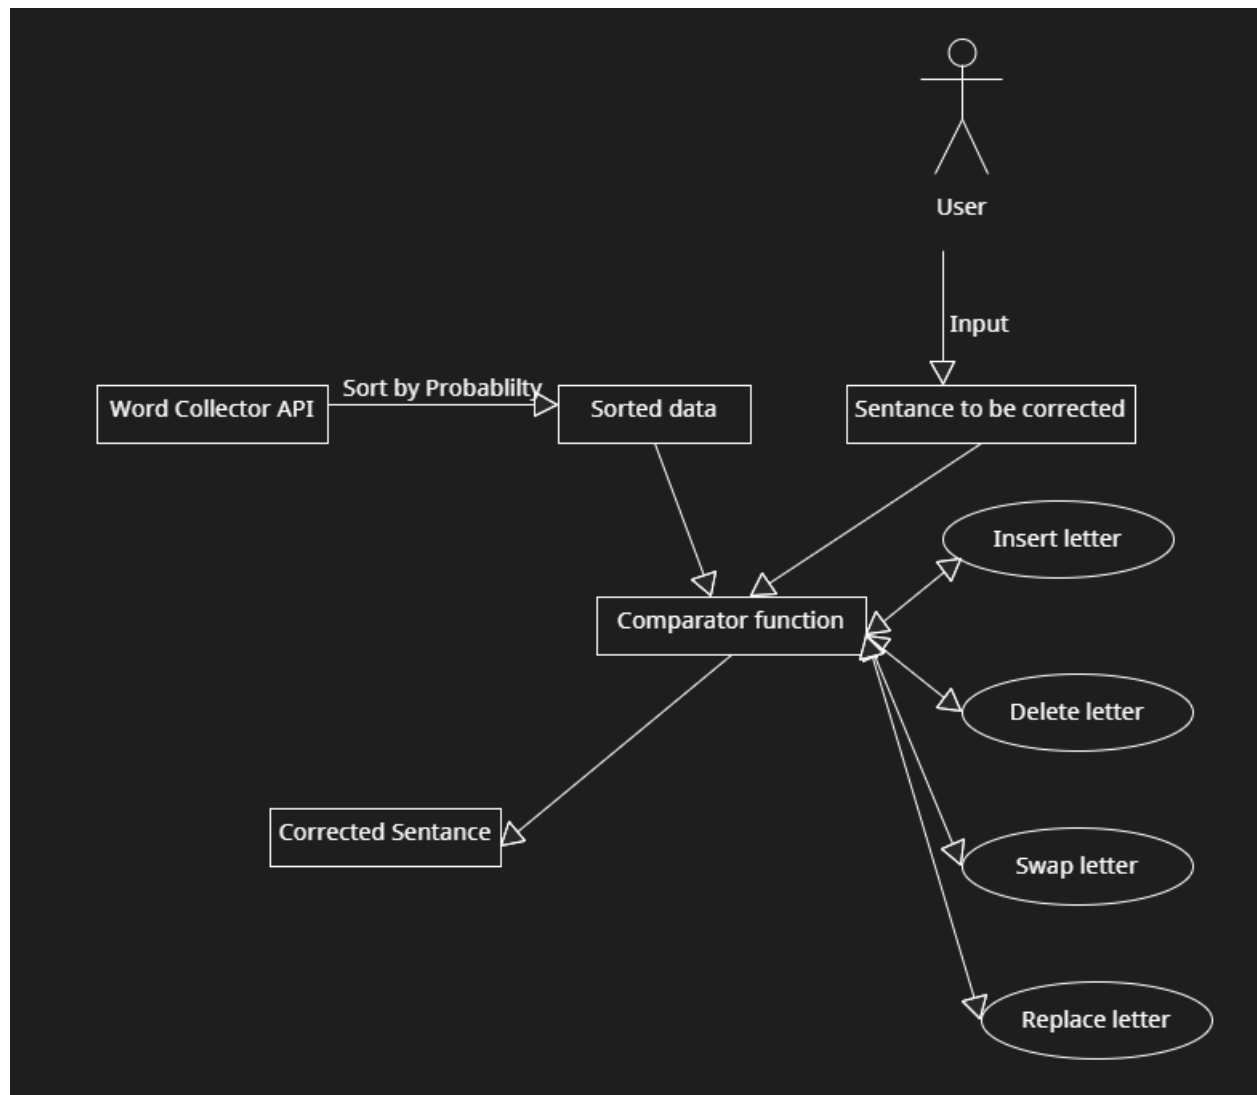 User
Input
Sort by Probablilty
Word Collector API
Sorted data
Sentance to be corrected
Insert letter
Comparator function
Delete letter
Corrected Sentance
Swap letter
Replace letter